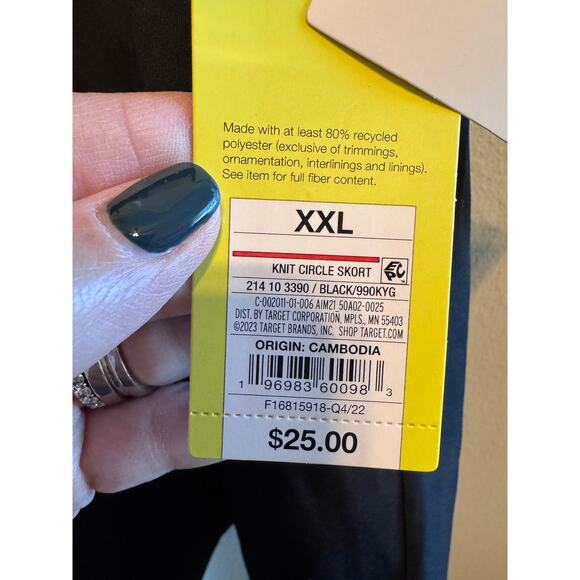 Made with at least 80% recycled
polyester (exclusive of trimmings,
ornamentation, interlinings and linings).
See item for full fiber content.
XXL
KNIT CIRCLE SKORT
214 10 3390 / BLACK/990KYG
C-002011-01-006 AIM21_50A02-0025
DIST. BY TARGET CORPORATION, MPLS., MN 55403
©2023 TARGET BRANDS, INC. SHOP TARGET.COM
ORIGIN: CAMBODIA
1 96983 60098 3
F16815918-Q4/22
$25.00